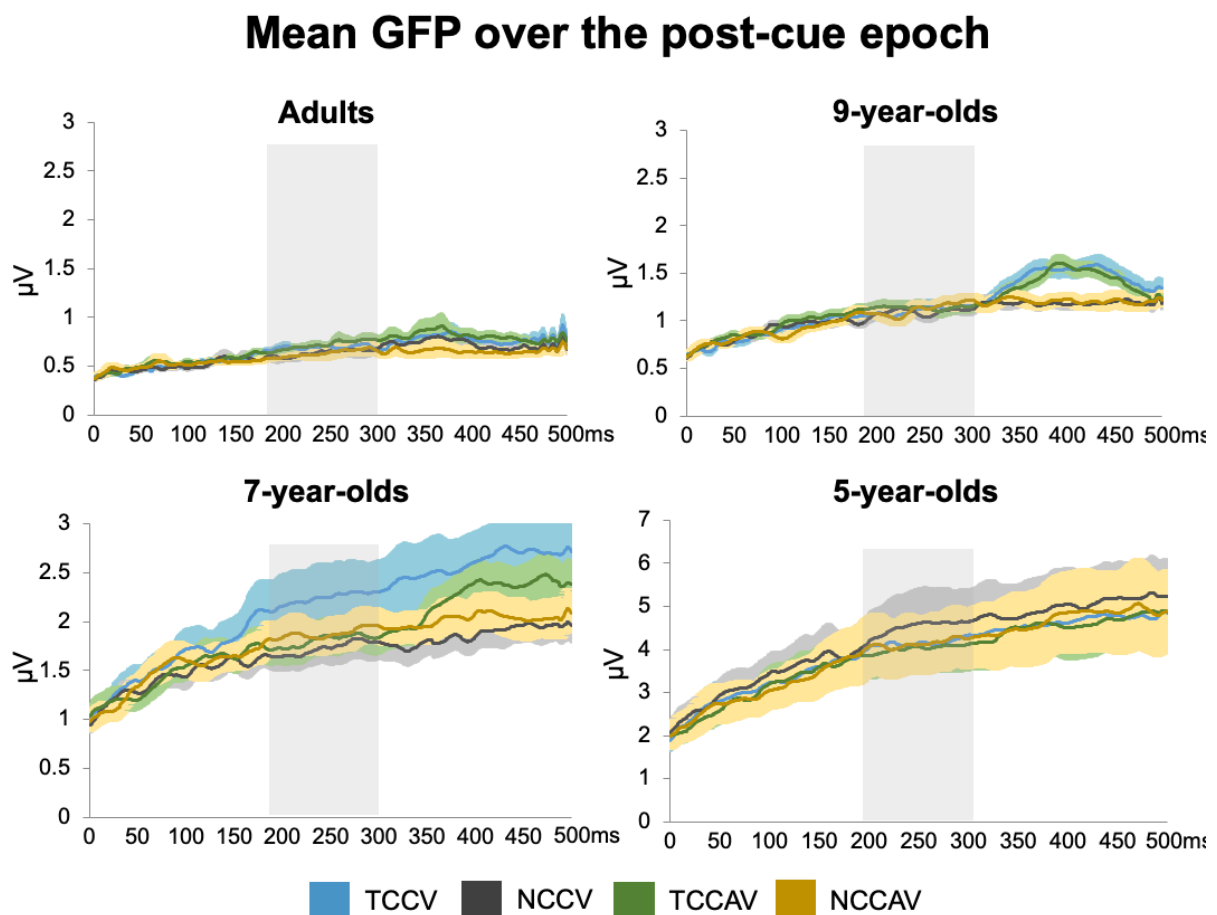 Mean GFP over the post-cue epoch
Adults
3
2.5
2
1.5
1
0.5
0
µV
0 50 100 150 200 250 300 350 400 450 500ms
9-year-olds
3
2.5
2
1.5
1
0.5
0
µV
0 50 100 150 200 250 300 350 400 450 500ms
7-year-olds
3
2.5
2
1.5
1
0.5
0
µV
0 50 100 150 200 250 300 350 400 450 500ms
5-year-olds
7
6
5
4
3
2
1
0
µV
0 50 100 150 200 250 300 350 400 450 500ms
TCCV NCCV TCCAV NCCAV